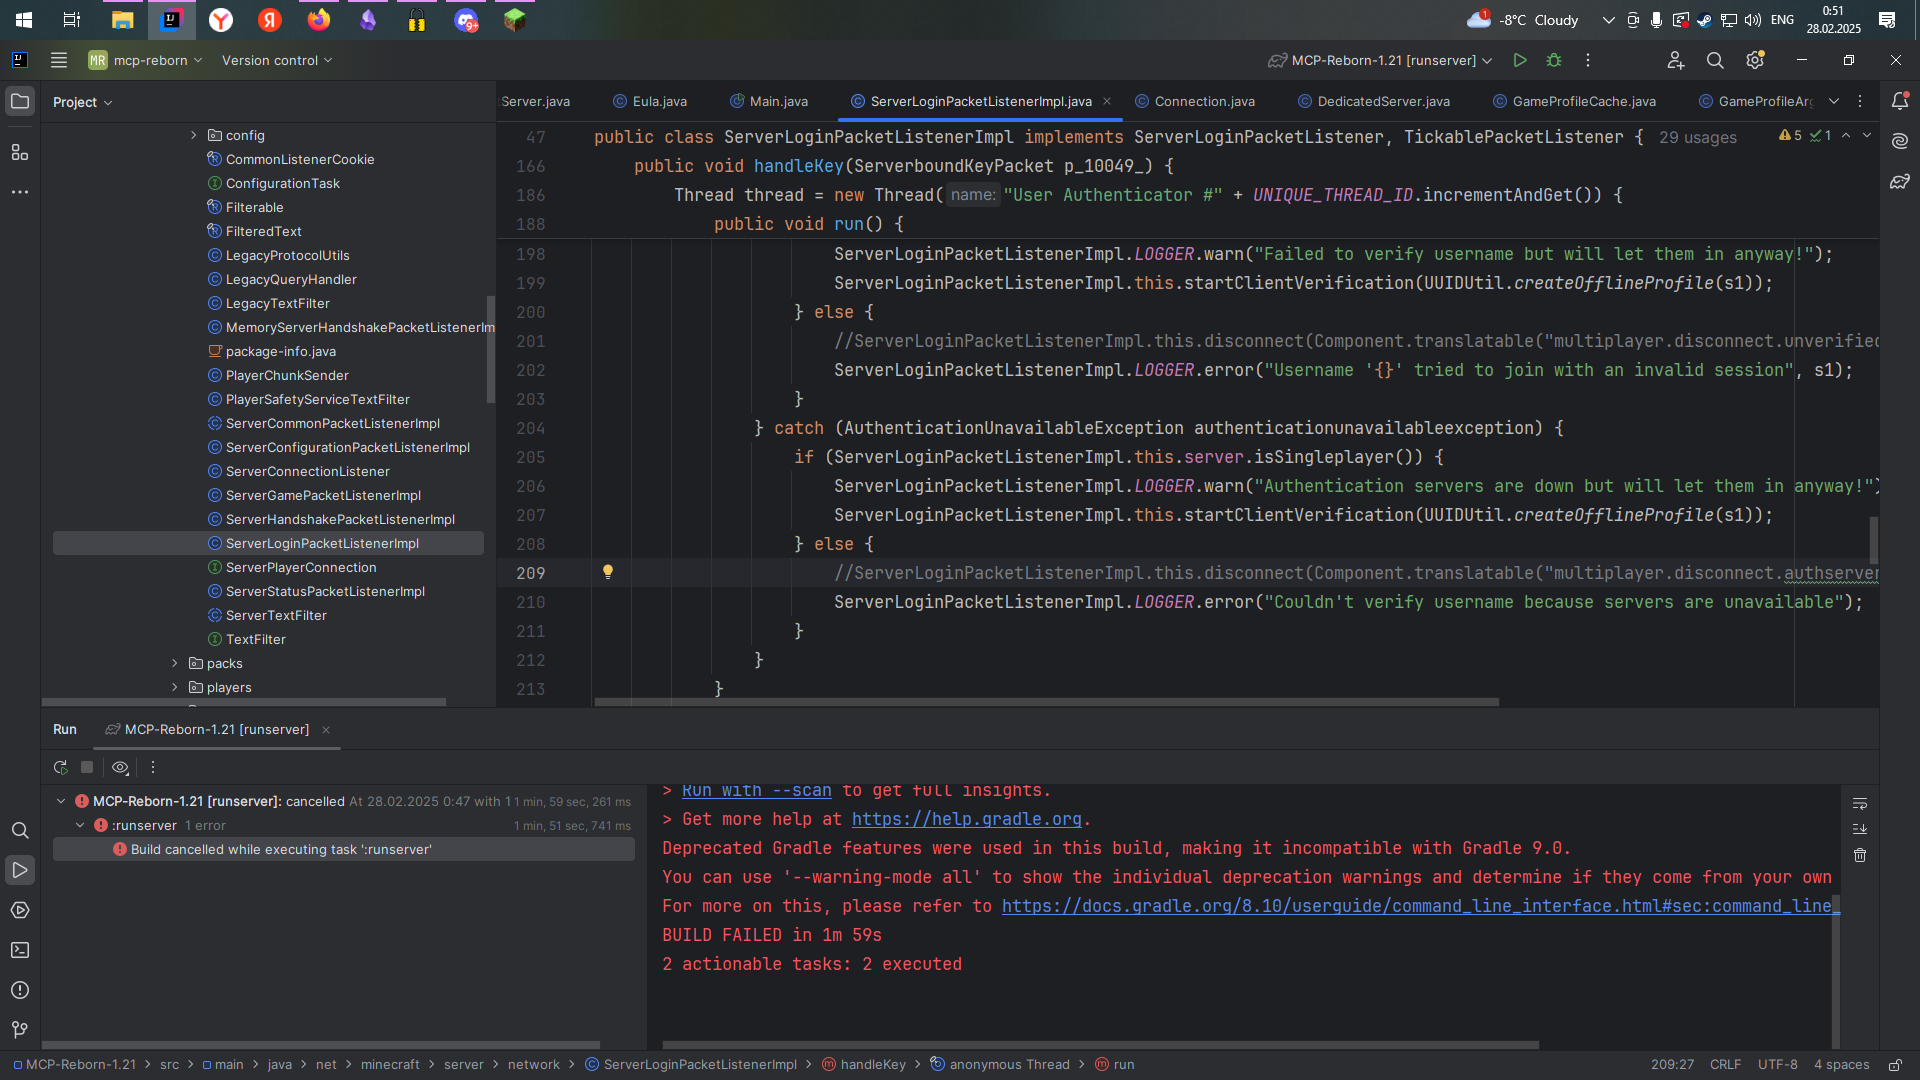 -8°C Cloudy
1
9+
ENG
0:51
28.02.2025
MR mcp-reborn
Version control
MCP-Reborn-1.21 [runserver]
Project
Server.java
Eula.java
Main.java
ServerLoginPacketListenerImpl.java
Connection.java
DedicatedServer.java
GameProfileCache.java
GameProfileArg
config
CommonListenerCookie
ConfigurationTask
Filterable
FilteredText
LegacyProtocolUtils
LegacyQueryHandler
LegacyTextFilter
MemoryServerHandshakePacketListenerIm
package-info.java
PlayerChunkSender
PlayerSafetyServiceTextFilter
ServerCommonPacketListenerImpl
ServerConfigurationPacketListenerImpl
ServerConnectionListener
ServerGamePacketListenerImpl
ServerHandshakePacketListenerImpl
ServerLoginPacketListenerImpl
ServerPlayerConnection
ServerStatusPacketListenerImpl
ServerTextFilter
TextFilter
packs
players
47 public class ServerLoginPacketListenerImpl implements ServerLoginPacketListener, TickablePacketListener { 29 usages
5 1
166 public void handleKey(ServerboundKeyPacket p_10049_) {
186 Thread thread = new Thread( name: "User Authenticator #" + UNIQUE_THREAD_ID.incrementAndGet()) {
188 public void run() {
198 ServerLoginPacketListenerImpl.LOGGER.warn("Failed to verify username but will let them in anyway!");
199 ServerLoginPacketListenerImpl.this.startClientVerification(UUIDUtil.createOfflineProfile(s1));
200 } else {
201 //ServerLoginPacketListenerImpl.this.disconnect(Component.translatable("multiplayer.disconnect.unverified
202 ServerLoginPacketListenerImpl.LOGGER.error("Username '{}' tried to join with an invalid session", s1);
203 }
204 } catch (AuthenticationUnavailableException authenticationunavailableexception) {
205 if (ServerLoginPacketListenerImpl.this.server.isSingleplayer()) {
206 ServerLoginPacketListenerImpl.LOGGER.warn("Authentication servers are down but will let them in anyway!")
207 ServerLoginPacketListenerImpl.this.startClientVerification(UUIDUtil.createOfflineProfile(s1));
208 } else {
209 //ServerLoginPacketListenerImpl.this.disconnect(Component.translatable("multiplayer.disconnect.authserver
210 ServerLoginPacketListenerImpl.LOGGER.error("Couldn't verify username because servers are unavailable");
211 }
212 }
213 }
Run
MCP-Reborn-1.21 [runserver]
MCP-Reborn-1.21 [runserver]: cancelled At 28.02.2025 0:47 with 1 1 min, 59 sec, 261 ms
:runserver 1 error 1 min, 51 sec, 741 ms
Build cancelled while executing task ':runserver'
> Run with --scan to get full insights.
> Get more help at https://help.gradle.org.
Deprecated Gradle features were used in this build, making it incompatible with Gradle 9.0.
You can use '--warning-mode all' to show the individual deprecation warnings and determine if they come from your own
For more on this, please refer to https://docs.gradle.org/8.10/userguide/command_line_interface.html#sec:command_line_
BUILD FAILED in 1m 59s
2 actionable tasks: 2 executed
MCP-Reborn-1.21 > src > main > java > net > minecraft > server > network > ServerLoginPacketListenerImpl > handleKey > anonymous Thread > run
209:27 CRLF UTF-8 4 spaces